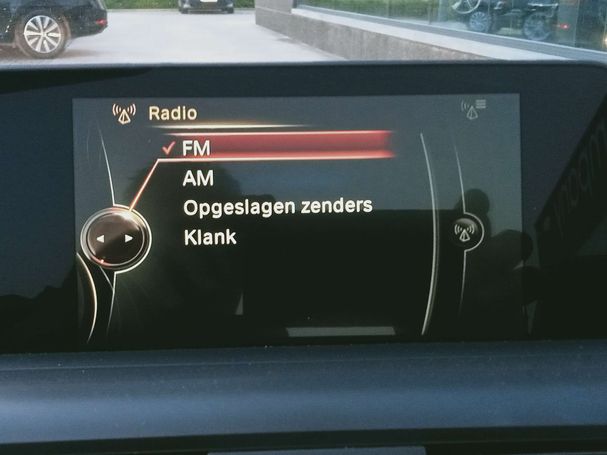 Radio
FM
AM
Opgeslagen zenders
Klank